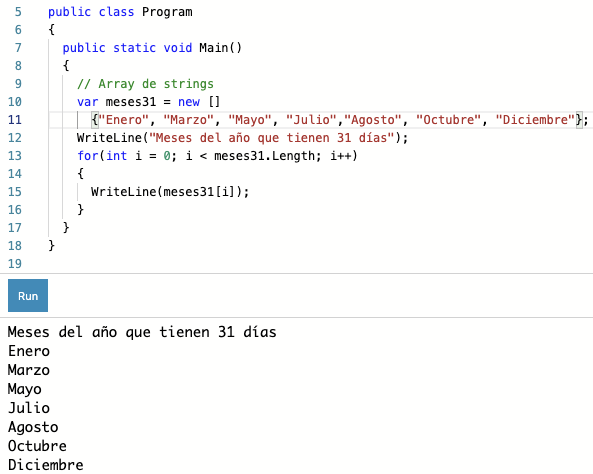 5 public class Program
6 {
7 public static void Main()
8 {
9 // Array de strings
10 var meses31 = new []
11 {"Enero", "Marzo", "Mayo", "Julio","Agosto", "Octubre", "Diciembre"};
12 WriteLine("Meses del año que tienen 31 días");
13 for(int i = 0; i < meses31.Length; i++)
14 {
15 WriteLine(meses31[i]);
16 }
17 }
18 }
19
Run
Meses del año que tienen 31 días
Enero
Marzo
Mayo
Julio
Agosto
Octubre
Diciembre